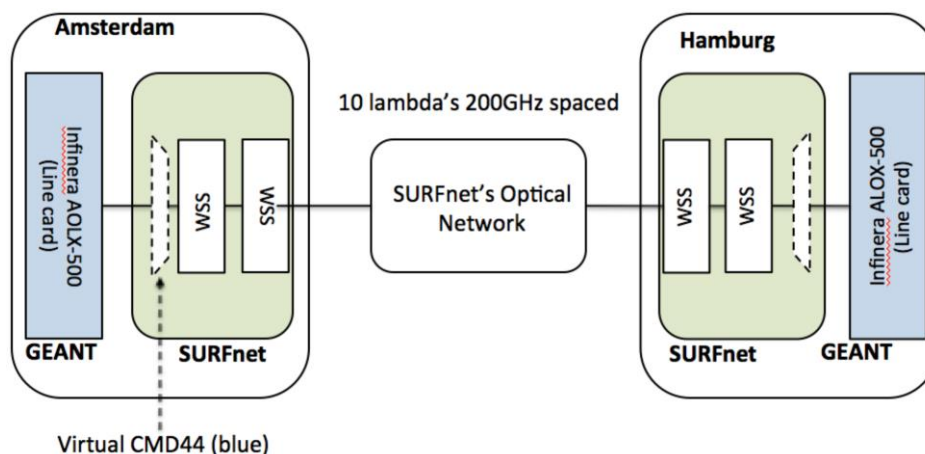 Amsterdam
Hamburg
10 lambda's 200GHz spaced
Infinera AOLX-500
(Line card)
WSS
WSS
SURFnet's Optical
Network
WSS
WSS
Infinera ALOX-500
(Line card)
GEANT
SURFnet
SURFnet
GEANT
Virtual CMD44 (blue)